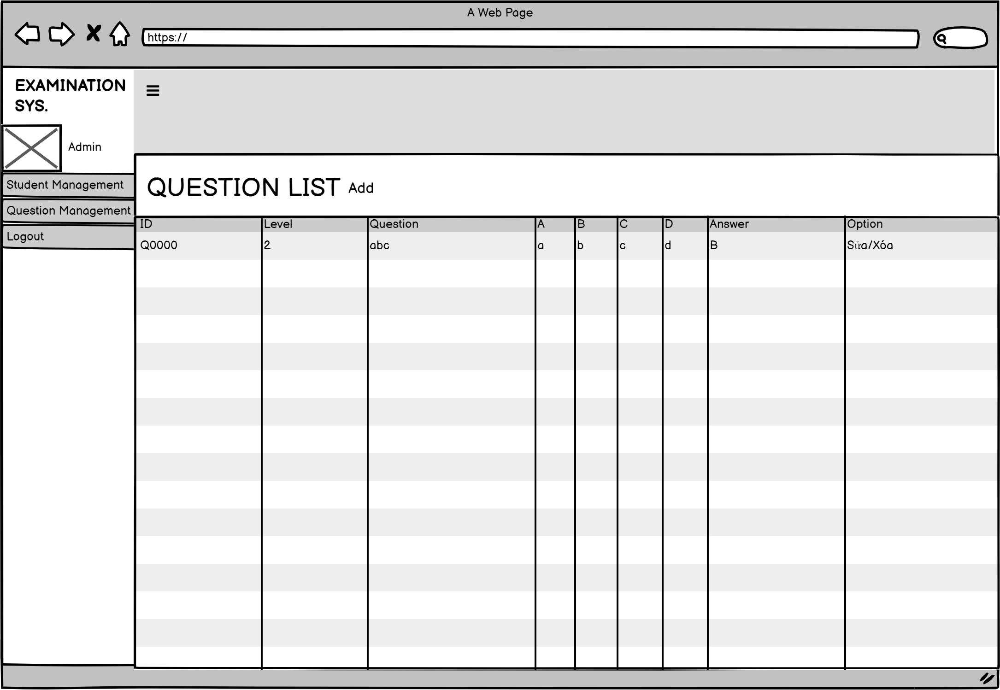 A Web Page
https://
EXAMINATION
SYS.
Admin
Student Management
Question Management
Logout
QUESTION LIST Add
ID Level Question A B C D Answer Option
Q0000 2 abc a b c d B Sửa/Xóa